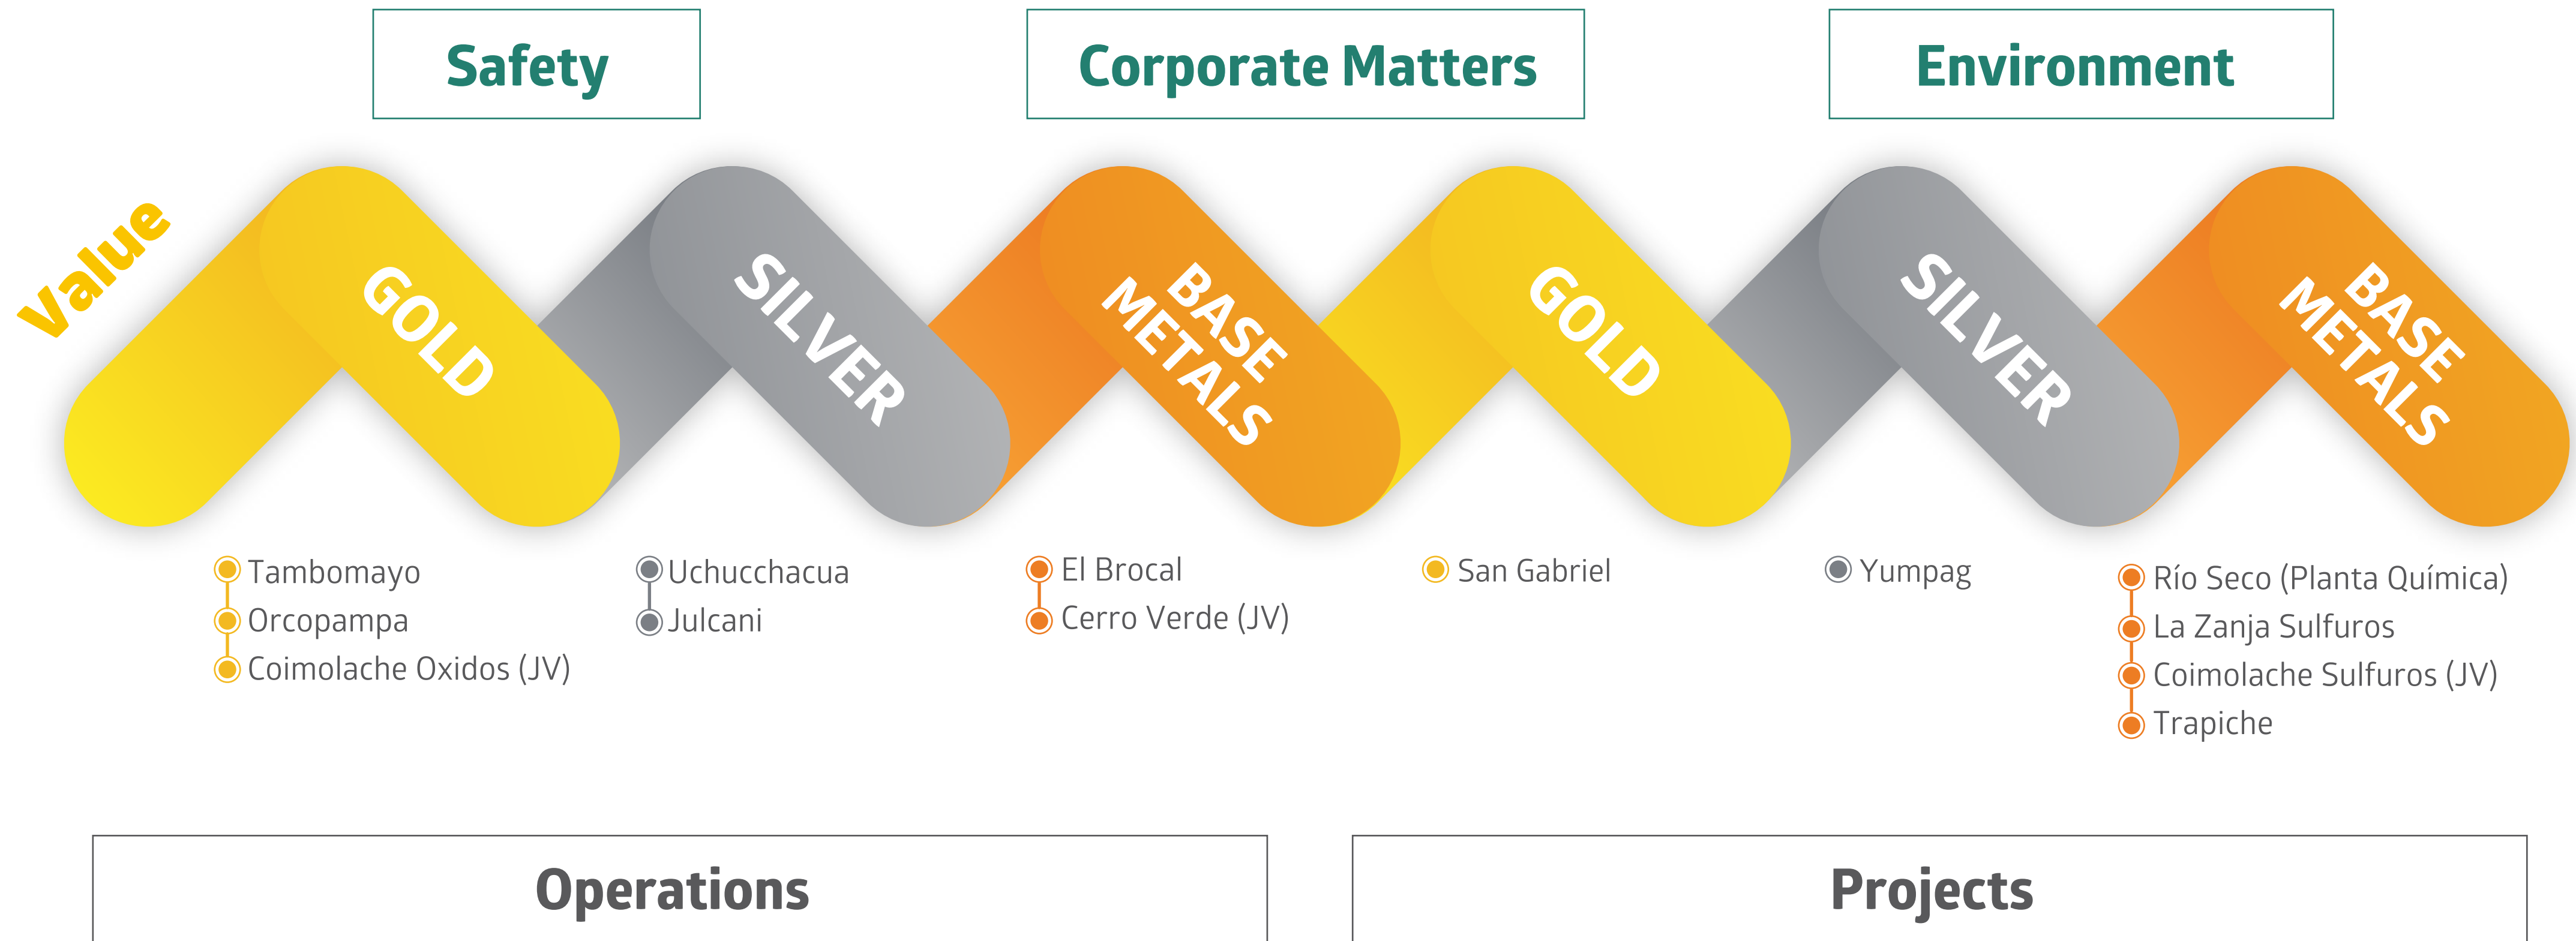 Safety
Corporate Matters
Environment
Value
GOLD
SILVER
BASE
METALS
GOLD
SILVER
BASE
METALS
Tambomayo
Orcopampa
Coimolache Oxidos (JV)
Uchucchacua
Julcani
El Brocal
Cerro Verde (JV)
San Gabriel
Yumpag
Río Seco (Planta Química)
La Zanja Sulfuros
Coimolache Sulfuros (JV)
Trapiche
Operations
Projects